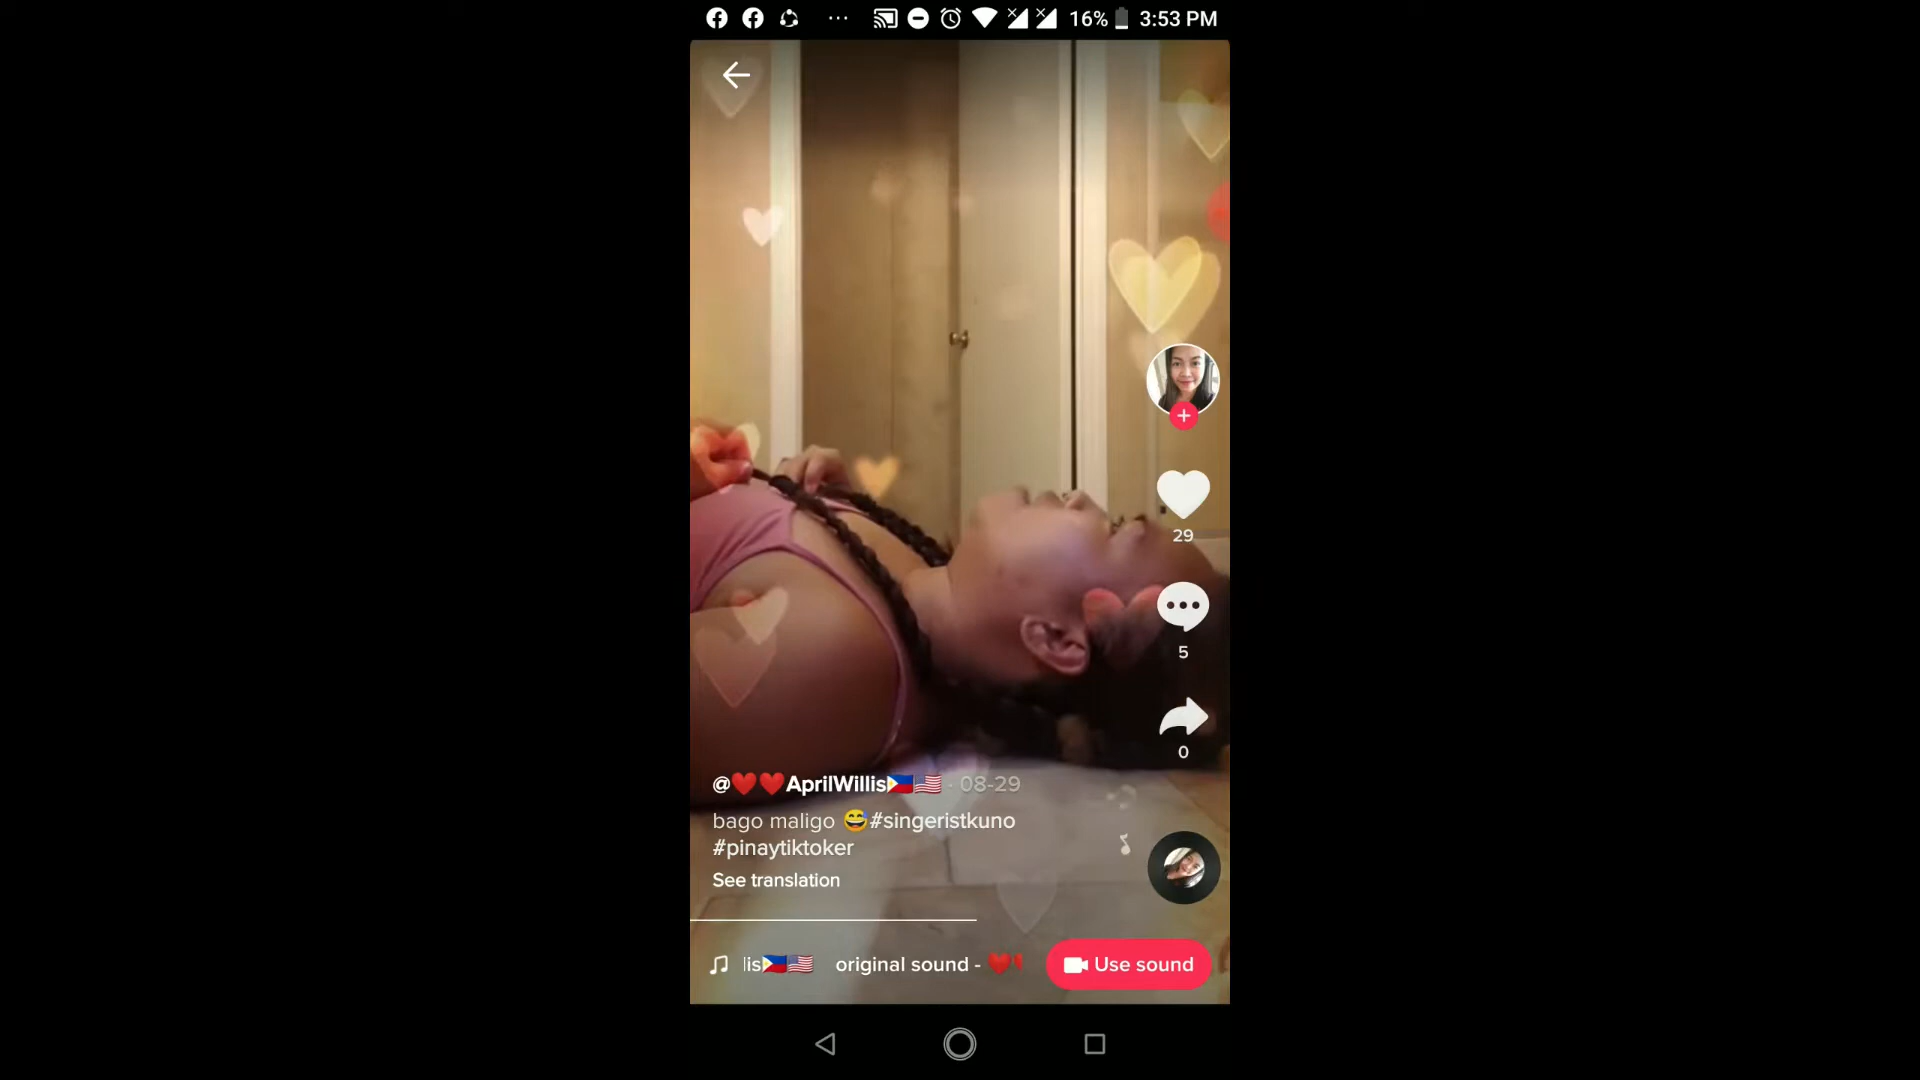 16% 3:53 PM
29
5
0
@❤️❤️AprilWillis🇵🇭🇺🇸 · 08-29
bago maligo 😅#singeristkuno
#pinaytiktoker
See translation
lis🇵🇭🇺🇸 original sound - ❤️
Use sound